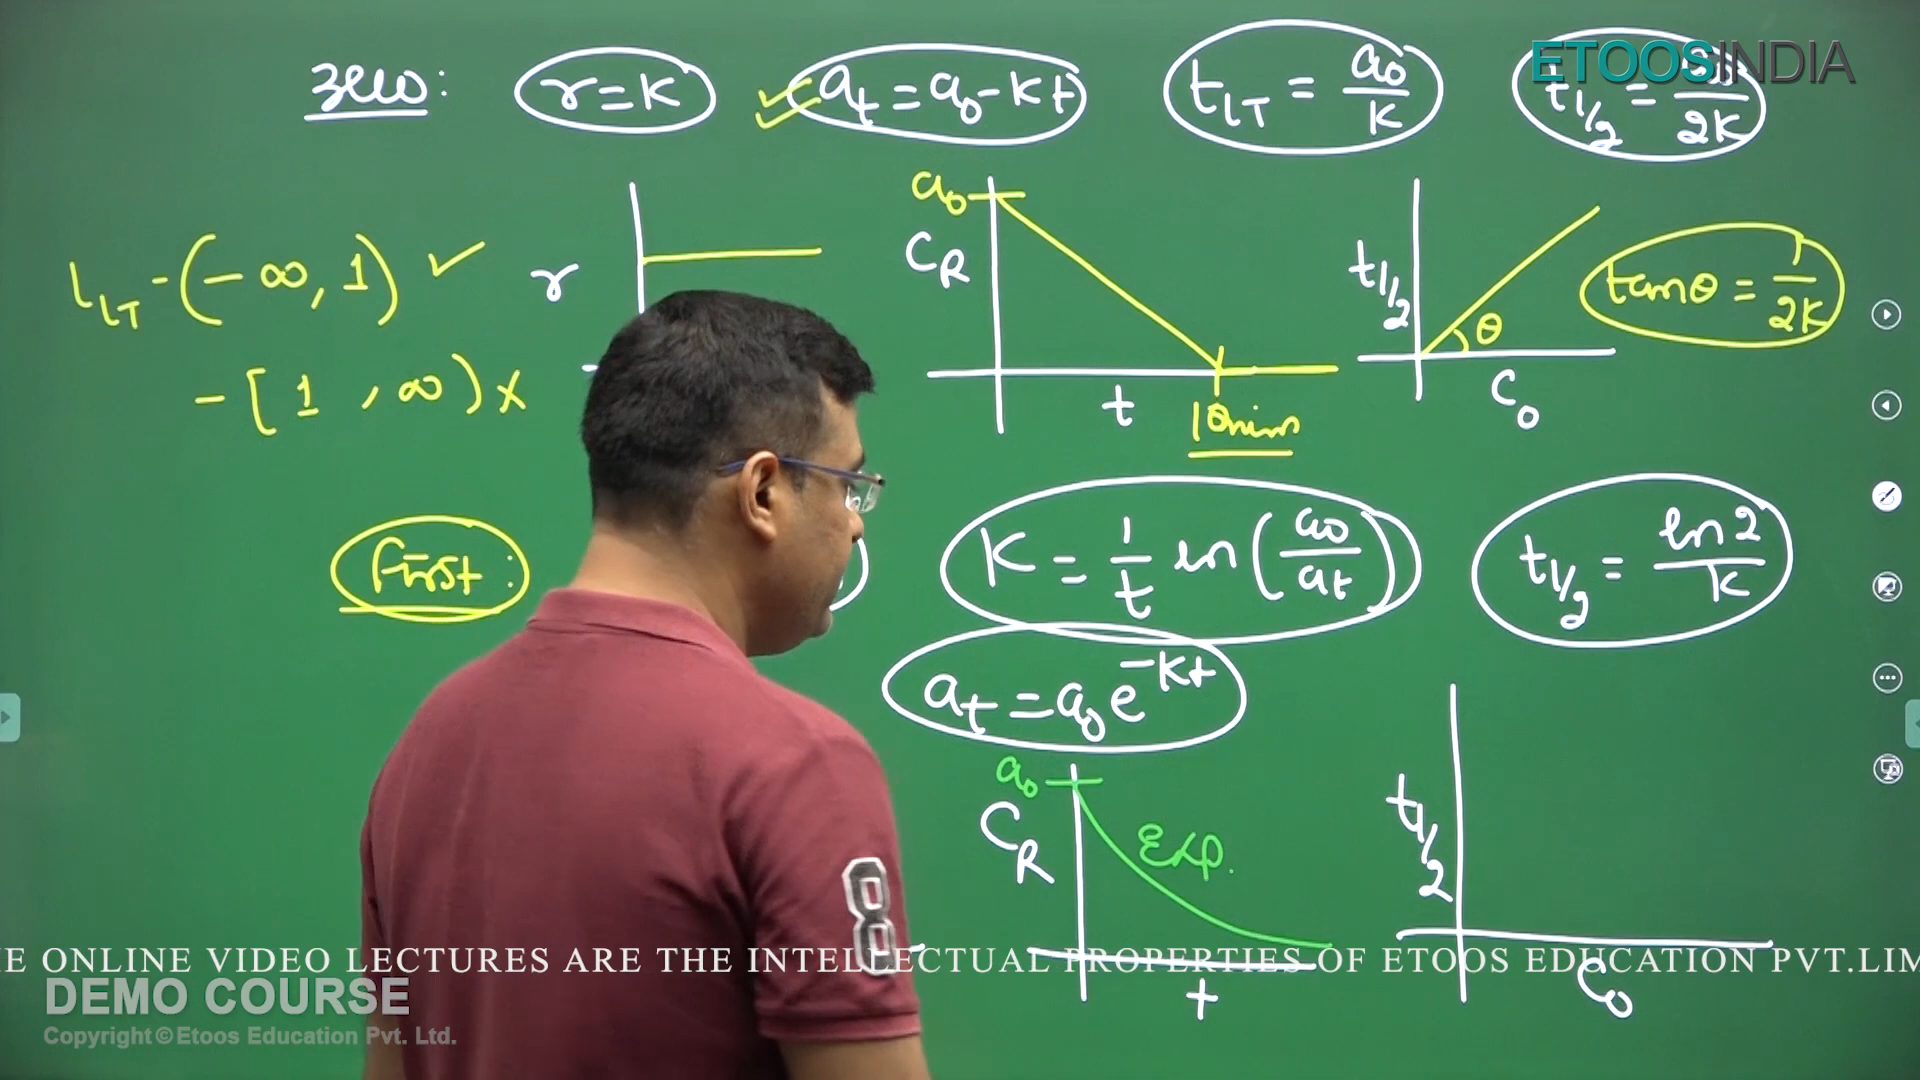 ETOOSINDIA
zero: r = K at = a0 - Kt tLT = a0/K t1/2 = a0/2K
a0
CR
t
10min
r
t1/2
θ
C0
tanθ = 1/2K
tLT - (-∞, 1) ✓
- [1, ∞) x
First: K = 1/t ln(a0/at) t1/2 = ln2/K
at = a0 e^-Kt
a0
CR
Exp.
t
t1/2
C0
E ONLINE VIDEO LECTURES ARE THE INTELLECTUAL PROPERTIES OF ETOOS EDUCATION PVT.LIM
8
DEMO COURSE
Copyright © Etoos Education Pvt. Ltd.